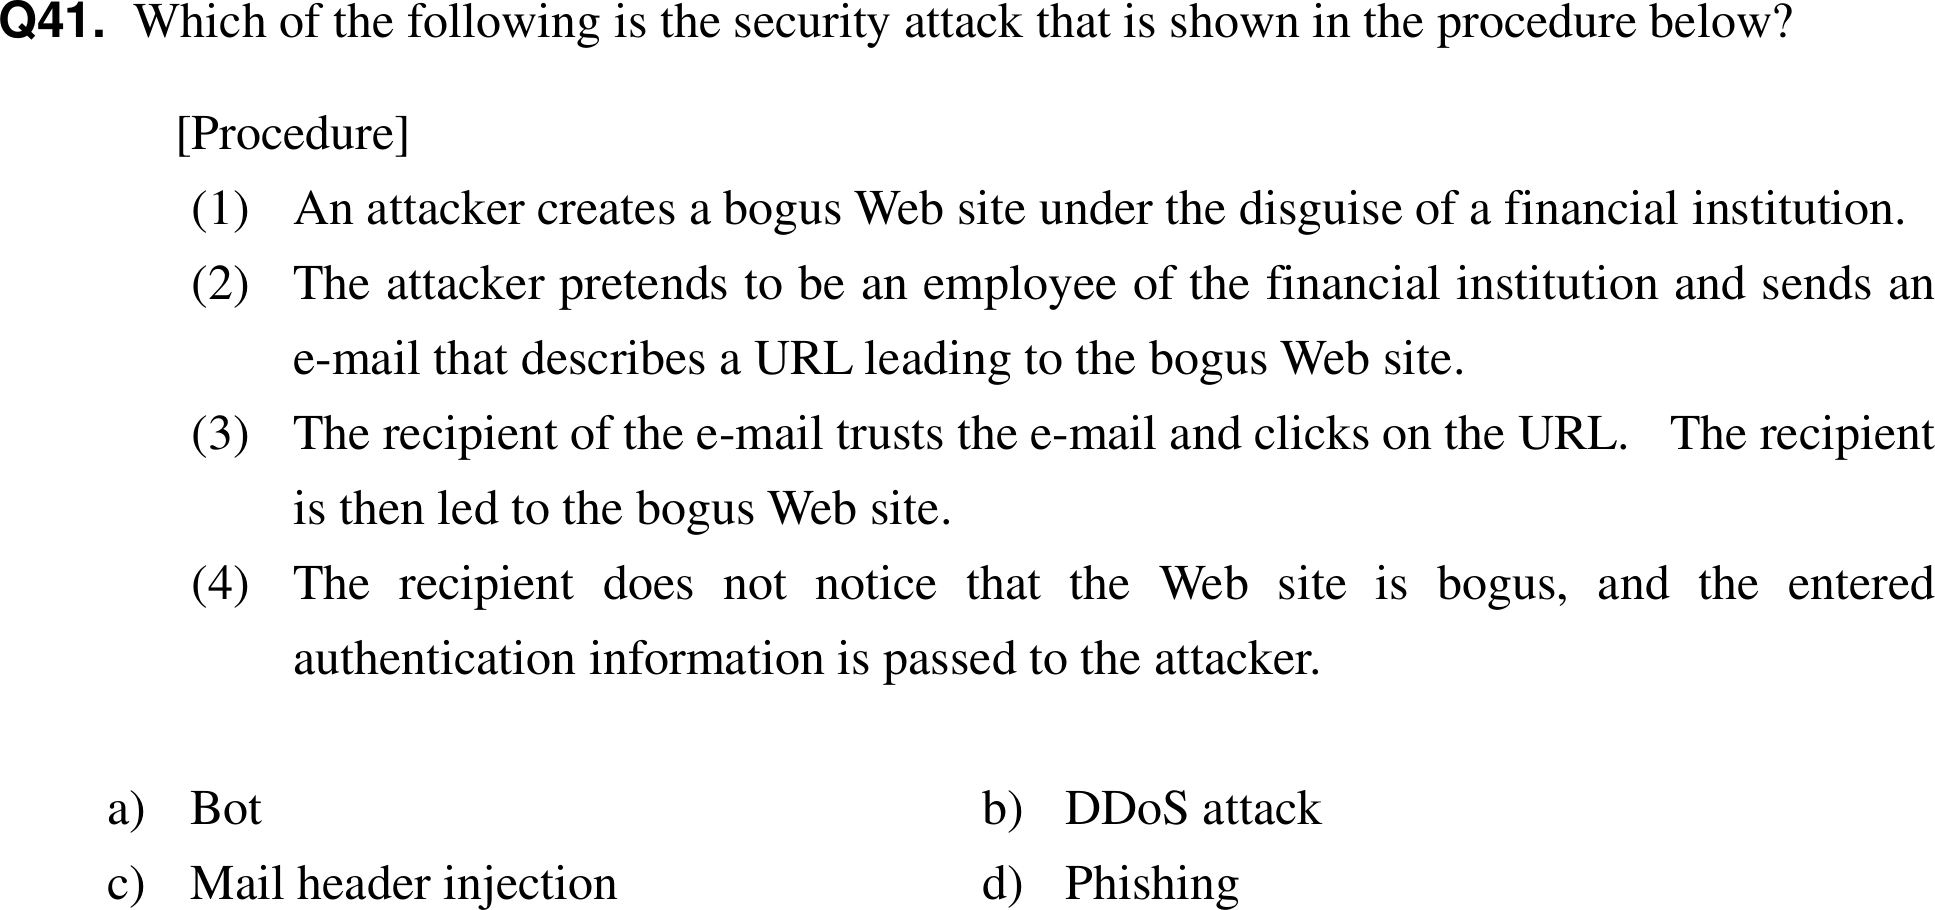 Q41. Which of the following is the security attack that is shown in the procedure below?
[Procedure]
(1) An attacker creates a bogus Web site under the disguise of a financial institution.
(2) The attacker pretends to be an employee of the financial institution and sends an
e-mail that describes a URL leading to the bogus Web site.
(3) The recipient of the e-mail trusts the e-mail and clicks on the URL. The recipient
is then led to the bogus Web site.
(4) The recipient does not notice that the Web site is bogus, and the entered
authentication information is passed to the attacker.
a) Bot b) DDoS attack
c) Mail header injection d) Phishing